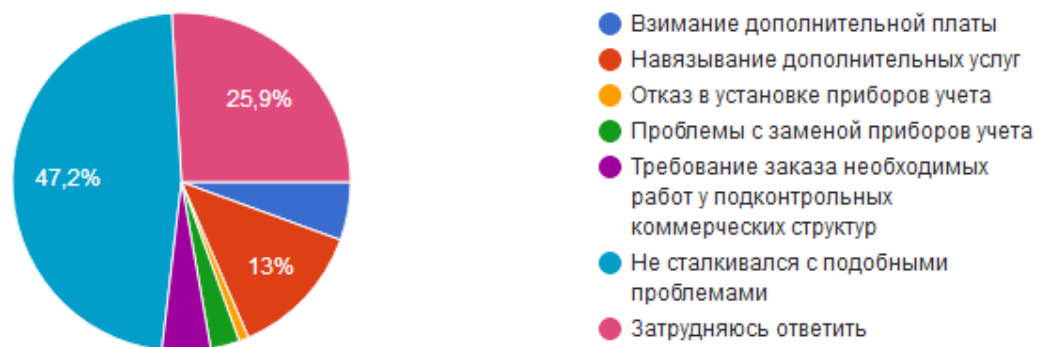 25,9%
47,2%
13%
Взимание дополнительной платы
Навязывание дополнительных услуг
Отказ в установке приборов учета
Проблемы с заменой приборов учета
Требование заказа необходимых
работ у подконтрольных
коммерческих структур
Не сталкивался с подобными
проблемами
Затрудняюсь ответить